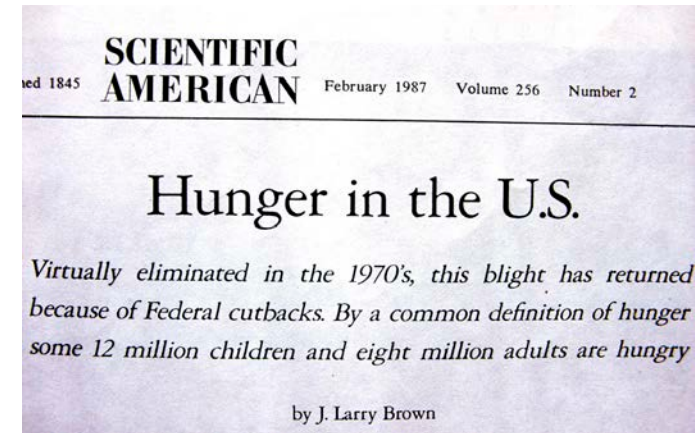 SCIENTIFIC
ned 1845 AMERICAN February 1987 Volume 256 Number 2
Hunger in the U.S.
Virtually eliminated in the 1970's, this blight has returned
because of Federal cutbacks. By a common definition of hunger
some 12 million children and eight million adults are hungry
by J. Larry Brown